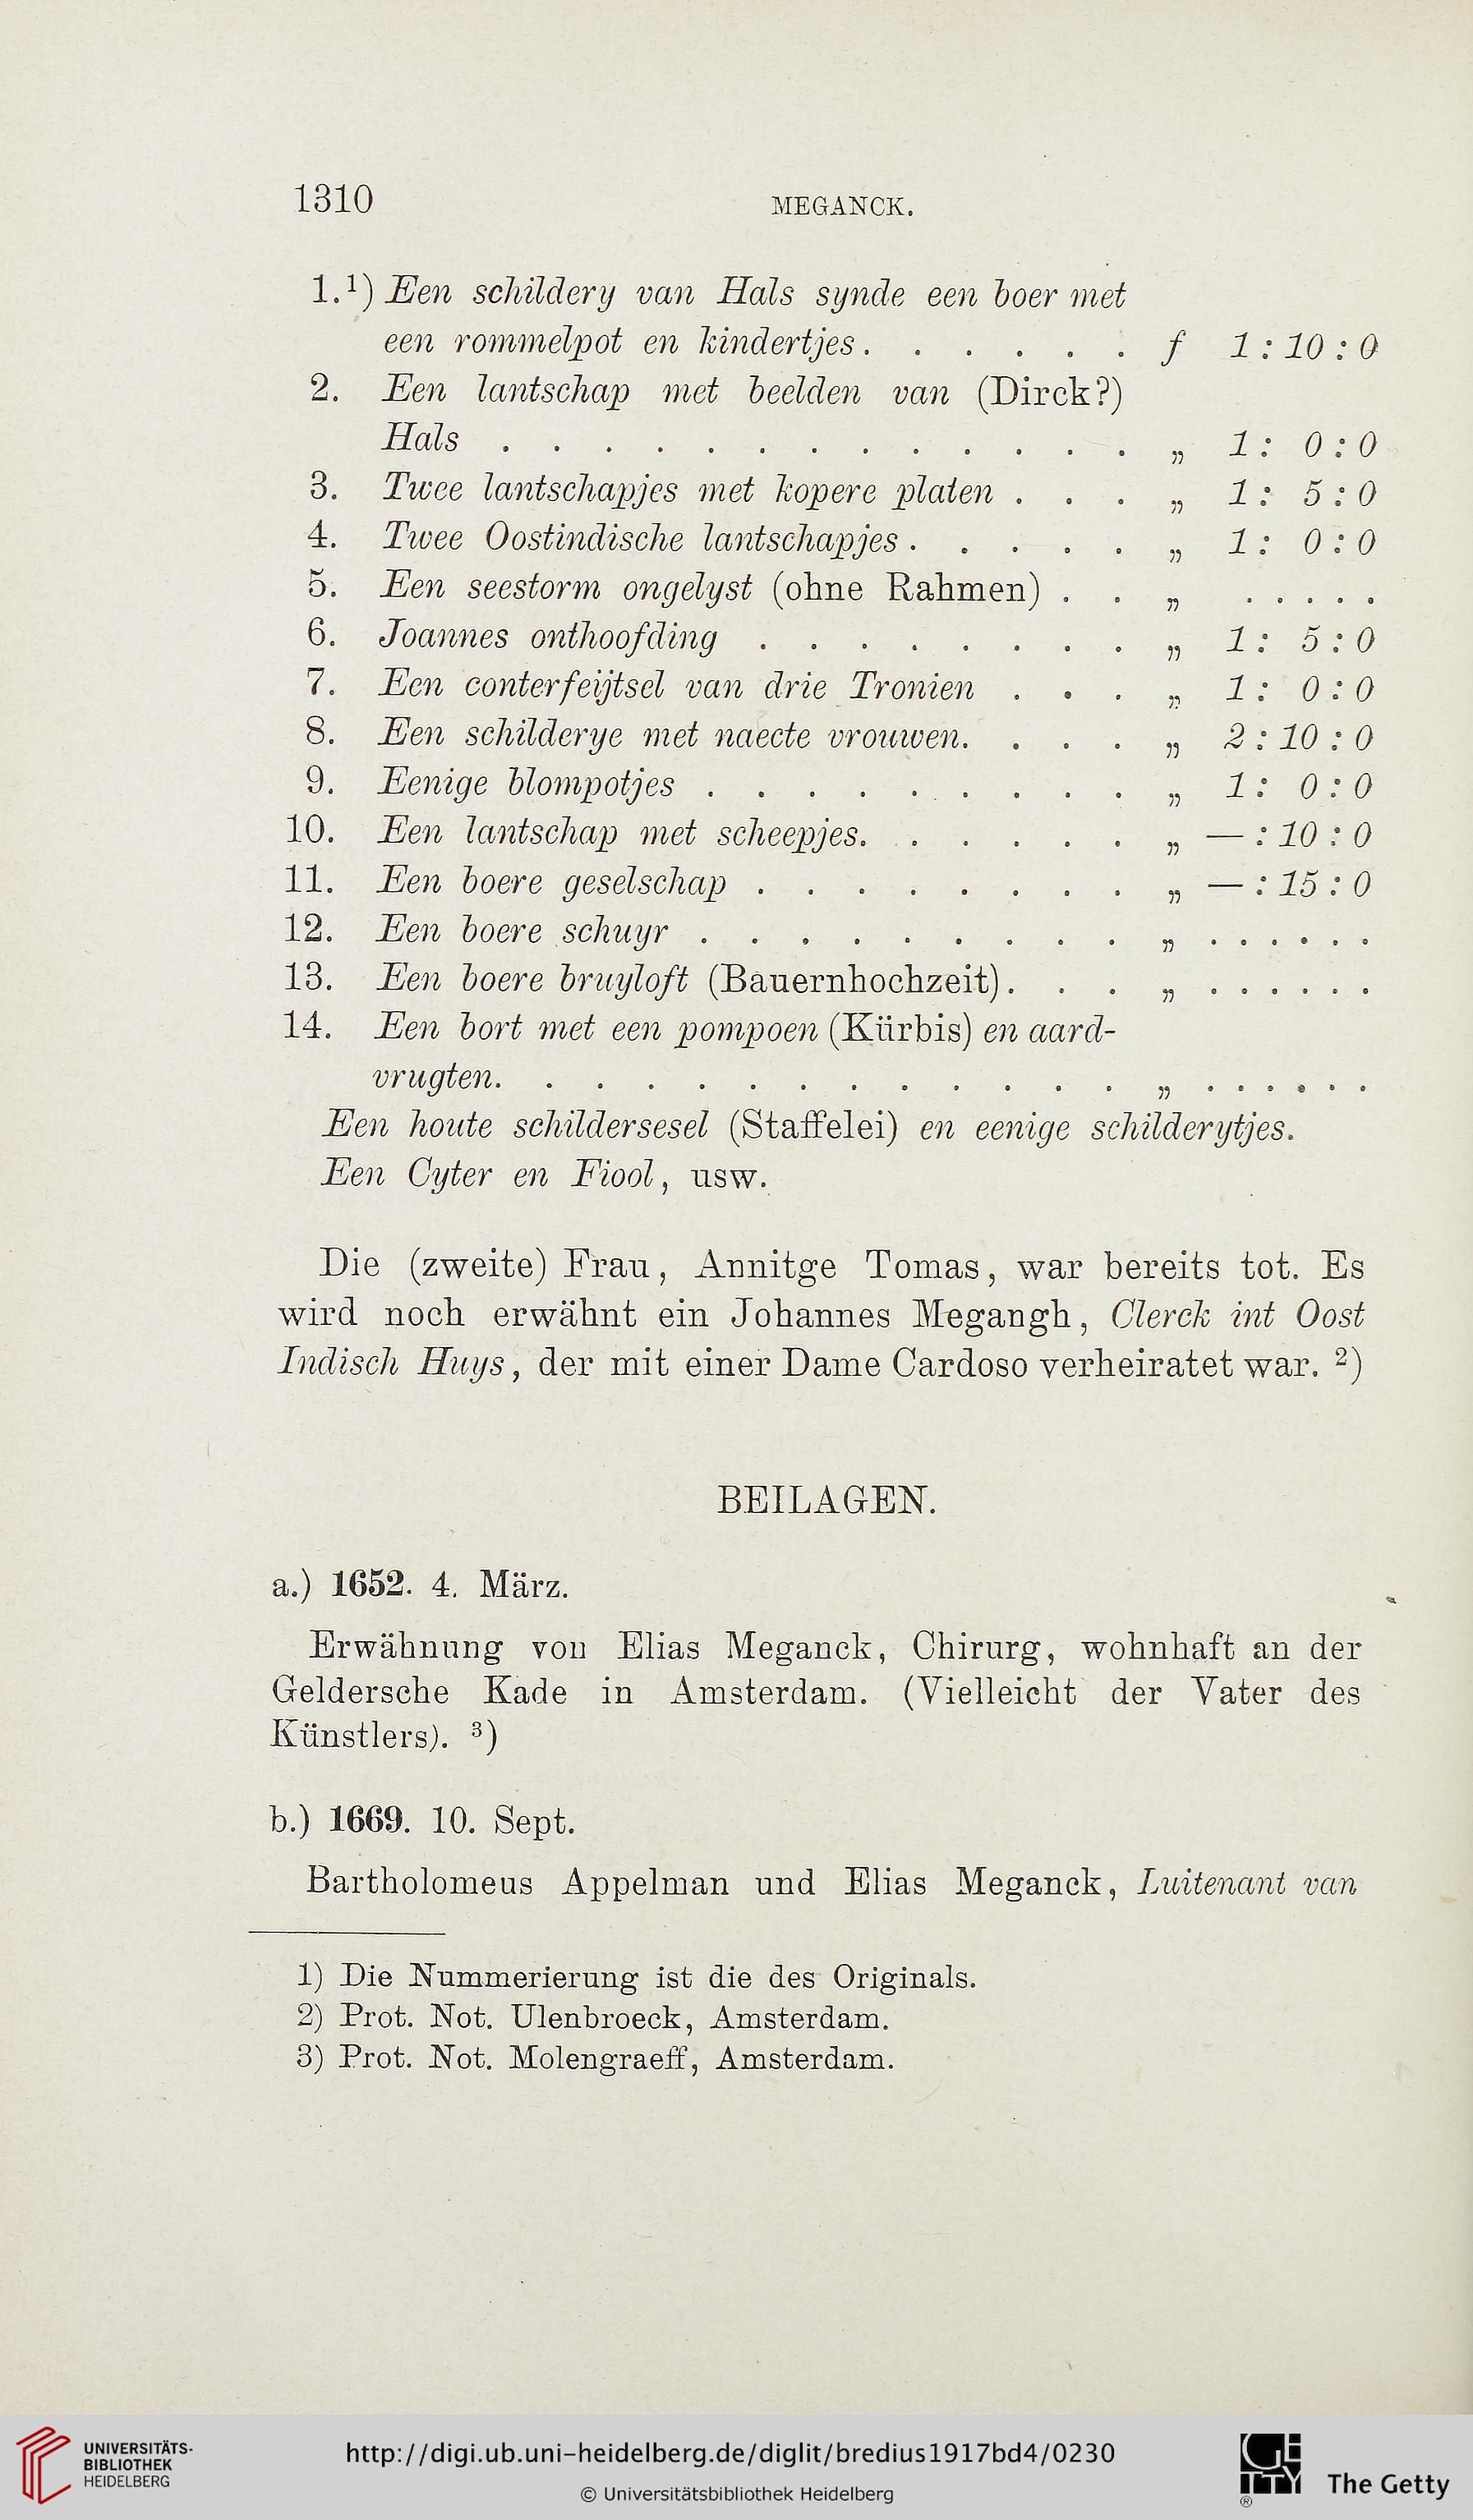 1310 MEGANCK.
1.¹) Een schildery van Hals synde een boer met
een rommelpot en kindertjes. . . . . . f 1 : 10 : 0
2. Een lantschap met beelden van (Dirck?)
Hals . . . . . . . . . . . . . „ 1 : 0 : 0
3. Twee lantschapjes met kopere platen . . . „ 1 : 5 : 0
4. Twee Oostindische lantschapjes . . . . . „ 1 : 0 : 0
5. Een seestorm ongelyst (ohne Rahmen) . . „ . . . . .
6. Joannes onthoofding . . . . . . . . „ 1 : 5 : 0
7. Een conterfeijtsel van drie Tronien . . . „ 1 : 0 : 0
8. Een schilderye met naecte vrouwen. . . . „ 2 : 10 : 0
9. Eenige blompotjes . . . . . . . . . „ 1 : 0 : 0
10. Een lantschap met scheepjes. . . . . . „ — : 10 : 0
11. Een boere geselschap . . . . . . . . „ — : 15 : 0
12. Een boere schuyr . . . . . . . . . „ . . . . . .
13. Een boere bruyloft (Bauernhochzeit). . . „ . . . . . .
14. Een bort met een pompoen (Kürbis) en aard-
vrugten. . . . . . . . . . . . . „ . . . . . .
Een houte schildersesel (Staffelei) en eenige schilderytjes.
Een Cyter en Fiool, usw.
Die (zweite) Frau, Annitge Tomas, war bereits tot. Es
wird noch erwähnt ein Johannes Megangh, Clerck int Oost
Indisch Huys, der mit einer Dame Cardoso verheiratet war. ²)
BEILAGEN.
a.) 1652. 4. März.
Erwähnung von Elias Meganck, Chirurg, wohnhaft an der
Geldersche Kade in Amsterdam. (Vielleicht der Vater des
Künstlers). ³)
b.) 1669. 10. Sept.
Bartholomeus Appelman und Elias Meganck, Luitenant van
1) Die Nummerierung ist die des Originals.
2) Prot. Not. Ulenbroeck, Amsterdam.
3) Prot. Not. Molengraeff, Amsterdam.
UNIVERSITÄTS-
BIBLIOTHEK
HEIDELBERG
http://digi.ub.uni-heidelberg.de/diglit/bredius1917bd4/0230
© Universitätsbibliothek Heidelberg
GETTY
®
The Getty